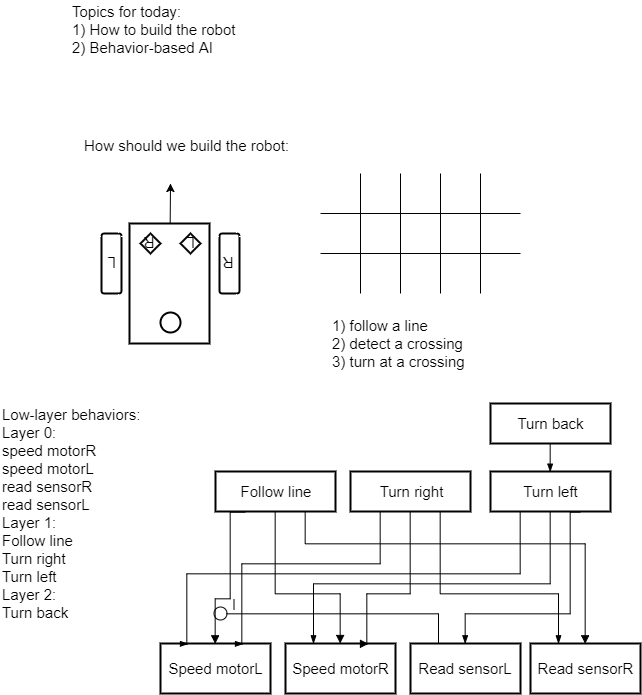 Topics for today:
1) How to build the robot
2) Behavior-based AI
How should we build the robot:
R
L
L
R
1) follow a line
2) detect a crossing
3) turn at a crossing
Low-layer behaviors:
Layer 0:
speed motorR
speed motorL
read sensorR
read sensorL
Layer 1:
Follow line
Turn right
Turn left
Layer 2:
Turn back
Turn back
Follow line
Turn right
Turn left
I
Speed motorL
Speed motorR
Read sensorL
Read sensorR